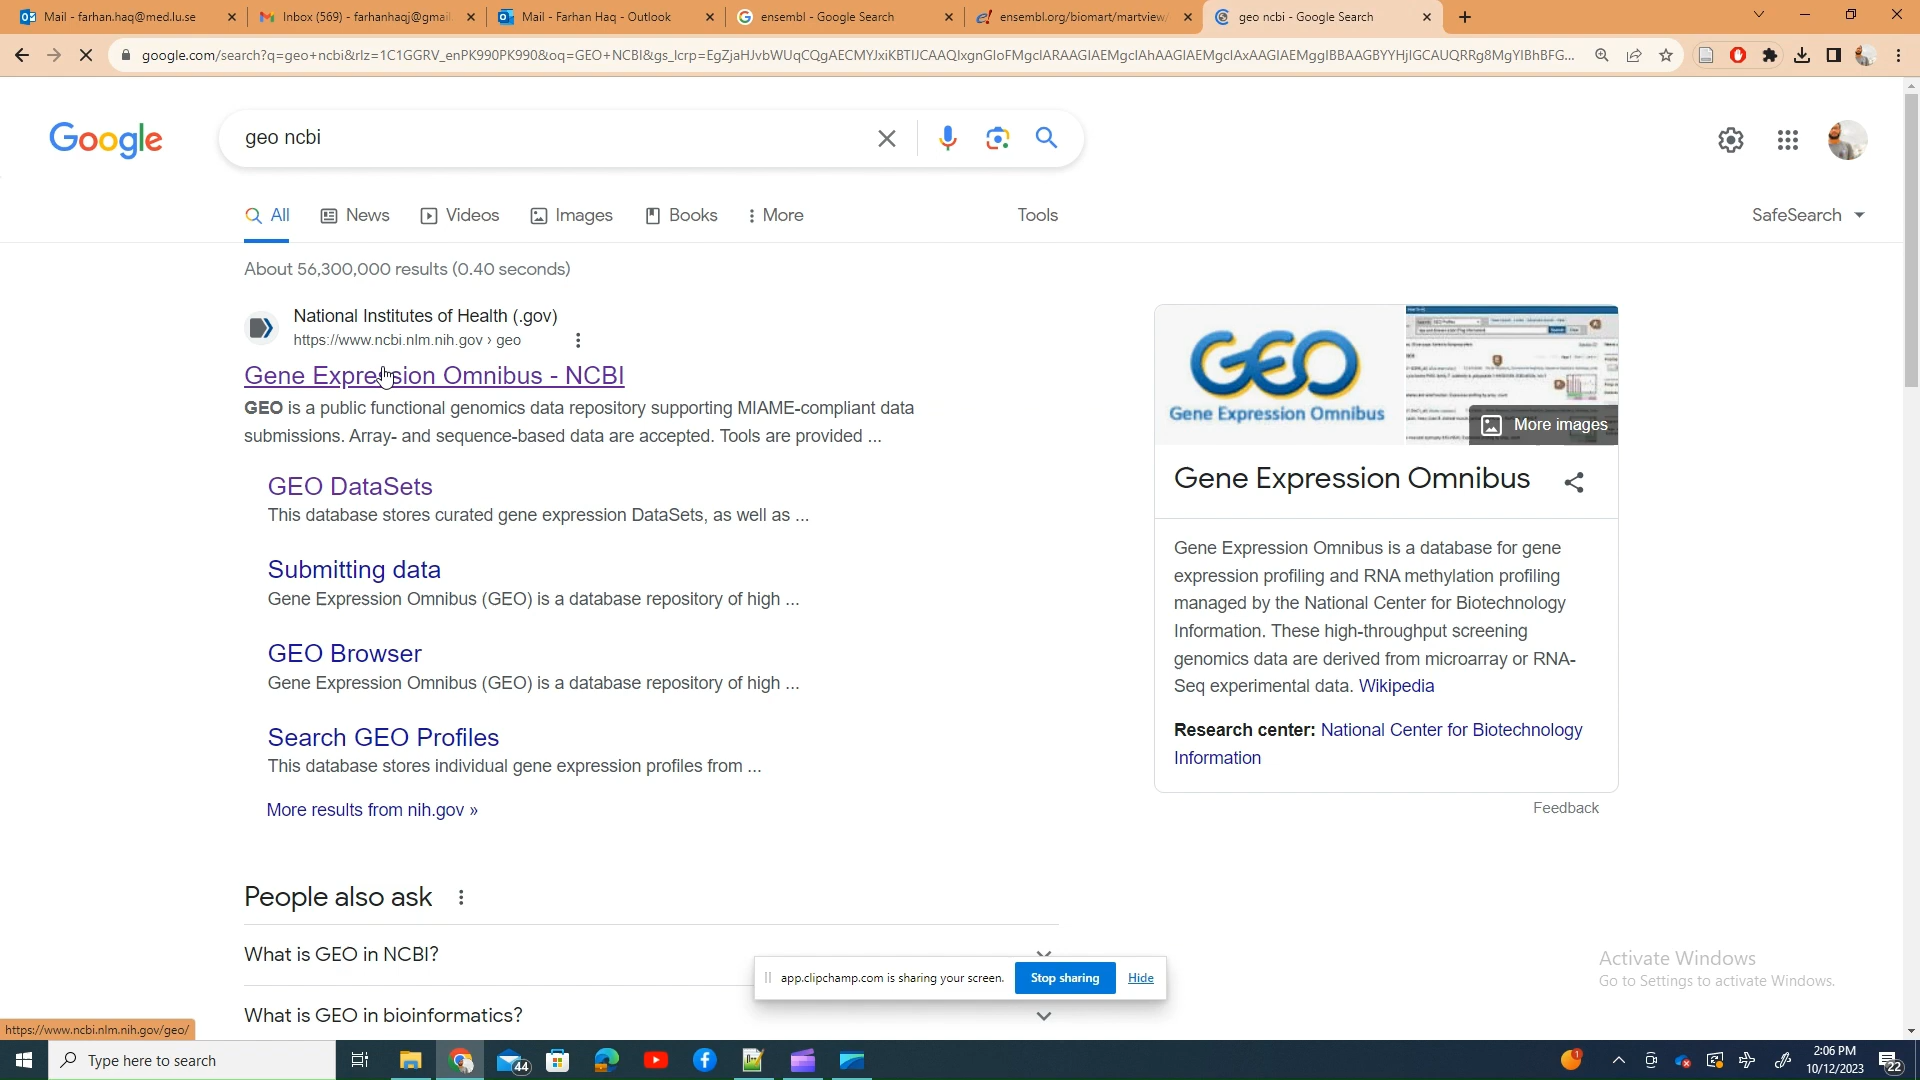 Mail - farhan.haq@med.lu.se
Inbox (569) - farhanhaqj@gmail.
Mail - Farhan Haq - Outlook
ensembl - Google Search
ensembl.org/biomart/martview/
geo ncbi - Google Search
google.com/search?q=geo+ncbi&rlz=1C1GGRV_enPK990PK990&oq=GEO+NCBI&gs_lcrp=EgZjaHJvbWUqCQgAECMYJxiKBTIJCAAQIxgnGIoFMgcIARAAGIAEMgcIAhAAGIAEMgcIAxAAGIAEMggIBBAAGBYYHjIGCAUQRRg8MgYIBhBFG...
Google
geo ncbi
All
News
Videos
Images
Books
More
Tools
SafeSearch
About 56,300,000 results (0.40 seconds)
National Institutes of Health (.gov)
https://www.ncbi.nlm.nih.gov › geo
Gene Expression Omnibus - NCBI
GEO is a public functional genomics data repository supporting MIAME-compliant data
submissions. Array- and sequence-based data are accepted. Tools are provided ...
GEO DataSets
This database stores curated gene expression DataSets, as well as ...
Submitting data
Gene Expression Omnibus (GEO) is a database repository of high ...
GEO Browser
Gene Expression Omnibus (GEO) is a database repository of high ...
Search GEO Profiles
This database stores individual gene expression profiles from ...
More results from nih.gov »
People also ask
What is GEO in NCBI?
What is GEO in bioinformatics?
GEO
Gene Expression Omnibus
More images
Gene Expression Omnibus
Gene Expression Omnibus is a database for gene
expression profiling and RNA methylation profiling
managed by the National Center for Biotechnology
Information. These high-throughput screening
genomics data are derived from microarray or RNA-
Seq experimental data. Wikipedia
Research center: National Center for Biotechnology
Information
Feedback
Activate Windows
Go to Settings to activate Windows.
app.clipchamp.com is sharing your screen.
Stop sharing
Hide
https://www.ncbi.nlm.nih.gov/geo/
Type here to search
44
1
2:06 PM
10/12/2023
22